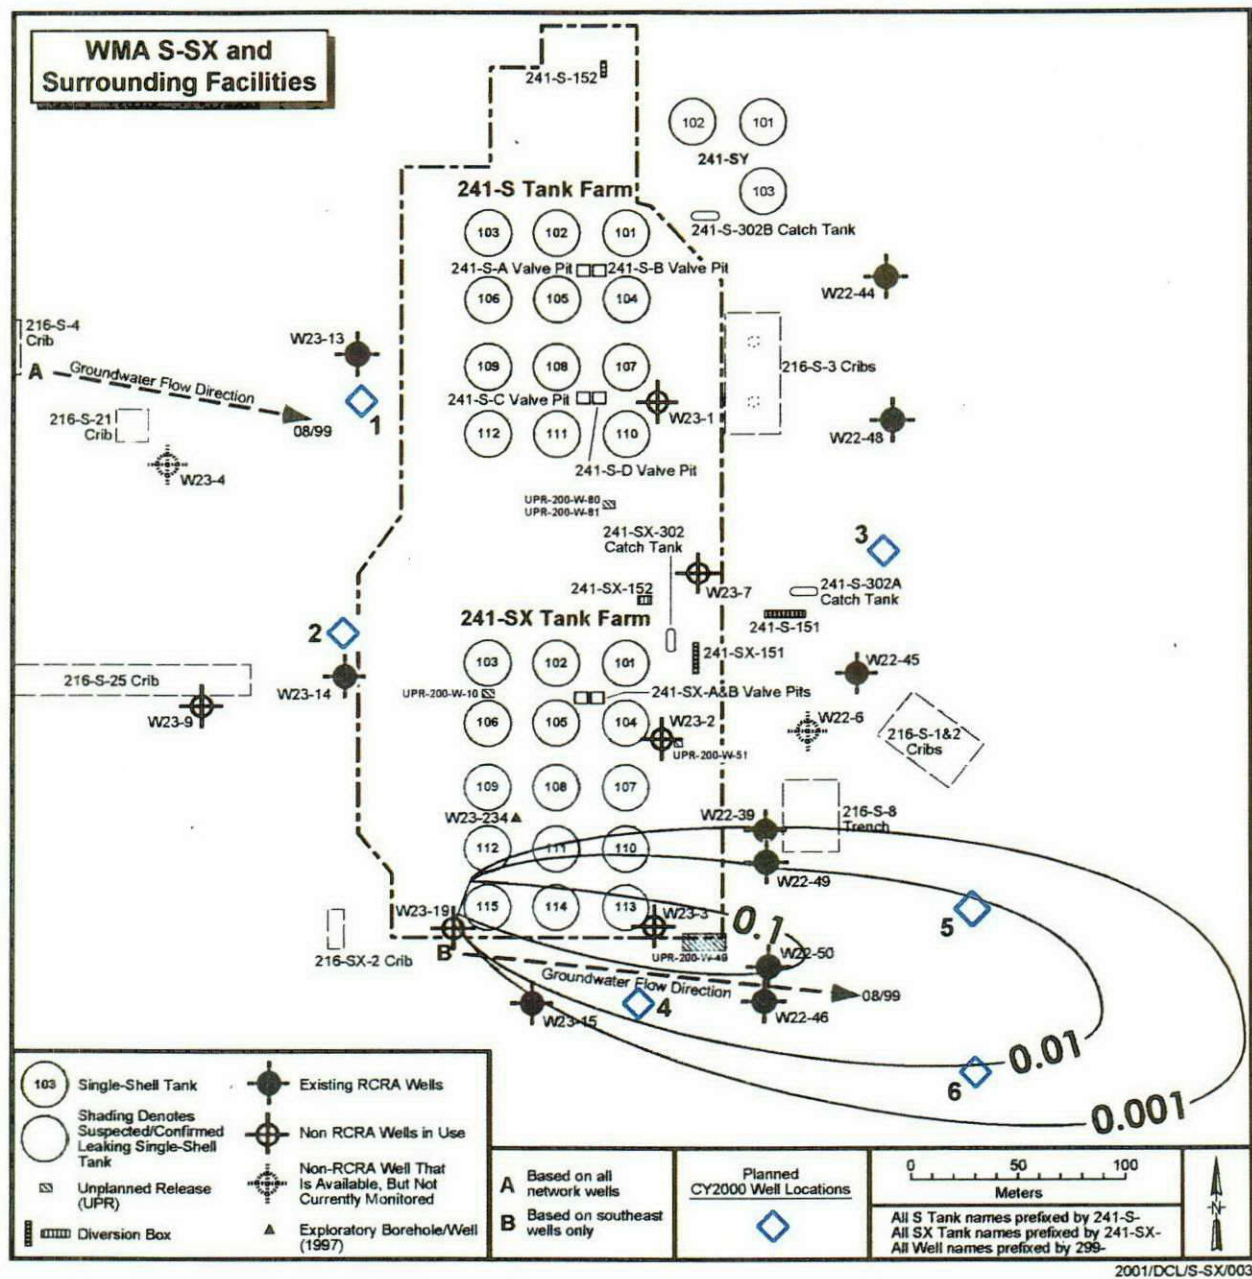 WMA S-SX and
Surrounding Facilities
241-S-152
102
101
241-SY
103
241-S-302B Catch Tank
241-S Tank Farm
103
102
101
241-S-A Valve Pit
241-S-B Valve Pit
106
105
104
W22-44
216-S-4
Crib
W23-13
A
Groundwater Flow Direction
08/99
1
109
108
107
216-S-3 Cribs
241-S-C Valve Pit
W23-1
216-S-21
Crib
112
111
110
W22-48
W23-4
241-S-D Valve Pit
UPR-200-W-80
UPR-200-W-81
241-SX-302
Catch Tank
3
W23-7
241-SX-152
241-S-302A
Catch Tank
241-SX Tank Farm
241-S-151
2
103
102
101
241-SX-151
W22-45
216-S-25 Crib
W23-14
UPR-200-W-10
241-SX-A&B Valve Pits
W23-9
106
105
104
W23-2
W22-6
UPR-200-W-51
216-S-1&2
Cribs
109
108
107
W23-234
W22-39
216-S-8
Trench
112
111
110
W22-49
W23-19
115
114
113
W23-3
0.1
5
216-SX-2 Crib
B
UPR-200-W-49
W22-50
Groundwater Flow Direction
08/99
W23-15
4
W22-46
0.01
6
0.001
103
Single-Shell Tank
Shading Denotes
Suspected/Confirmed
Leaking Single-Shell
Tank
Unplanned Release
(UPR)
Diversion Box
Existing RCRA Wells
Non RCRA Wells in Use
Non-RCRA Well That
Is Available, But Not
Currently Monitored
Exploratory Borehole/Well
(1997)
A Based on all
network wells
B Based on southeast
wells only
Planned
CY2000 Well Locations
0 50 100
Meters
All S Tank names prefixed by 241-S-
All SX Tank names prefixed by 241-SX-
All Well names prefixed by 299-
N
2001/DCL/S-SX/003